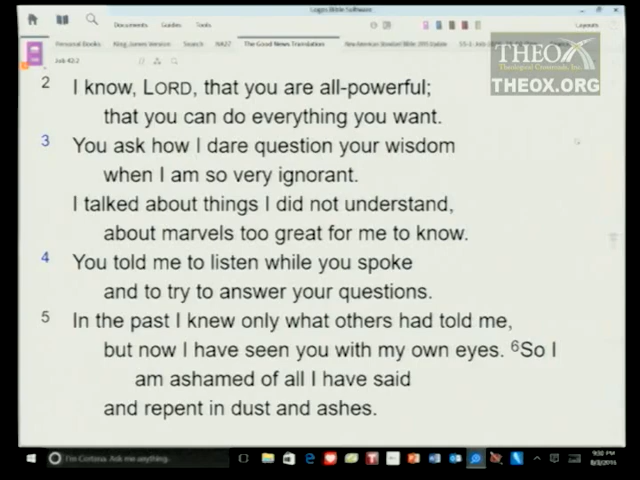 Logos Bible Software
Documents Guides Tools
Layouts
Personal Books King James Version Search NA27 The Good News Translation
Job 42:2
THEOX
THEOX.ORG
2 I know, LORD, that you are all-powerful;
that you can do everything you want.
3 You ask how I dare question your wisdom
when I am so very ignorant.
I talked about things I did not understand,
about marvels too great for me to know.
4 You told me to listen while you spoke
and to try to answer your questions.
5 In the past I knew only what others had told me,
but now I have seen you with my own eyes. 6So I
am ashamed of all I have said
and repent in dust and ashes.
I'm Cortana. Ask me anything.